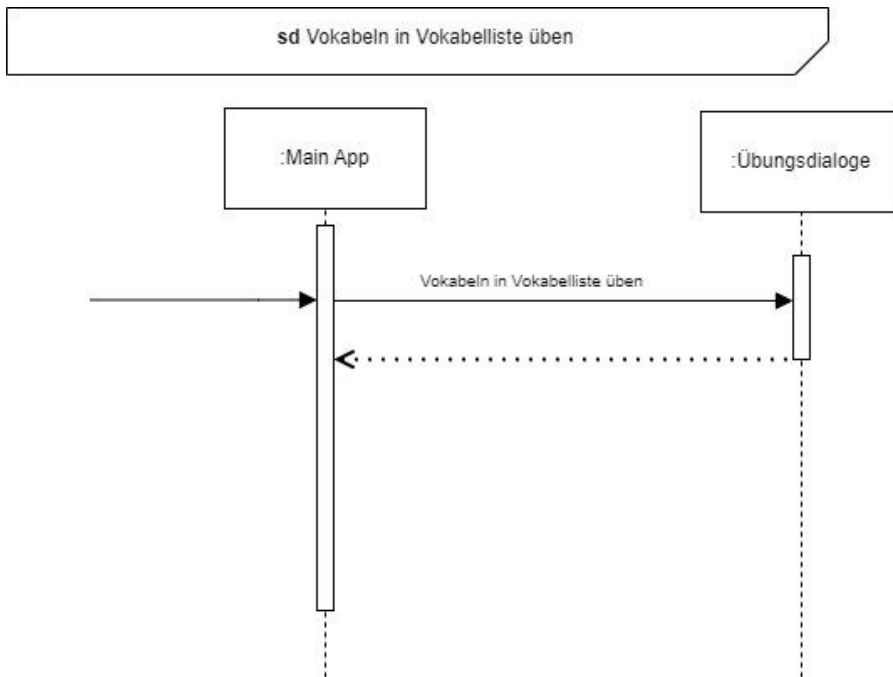 sd Vokabeln in Vokabelliste üben
:Main App
:Übungsdialoge
Vokabeln in Vokabelliste üben